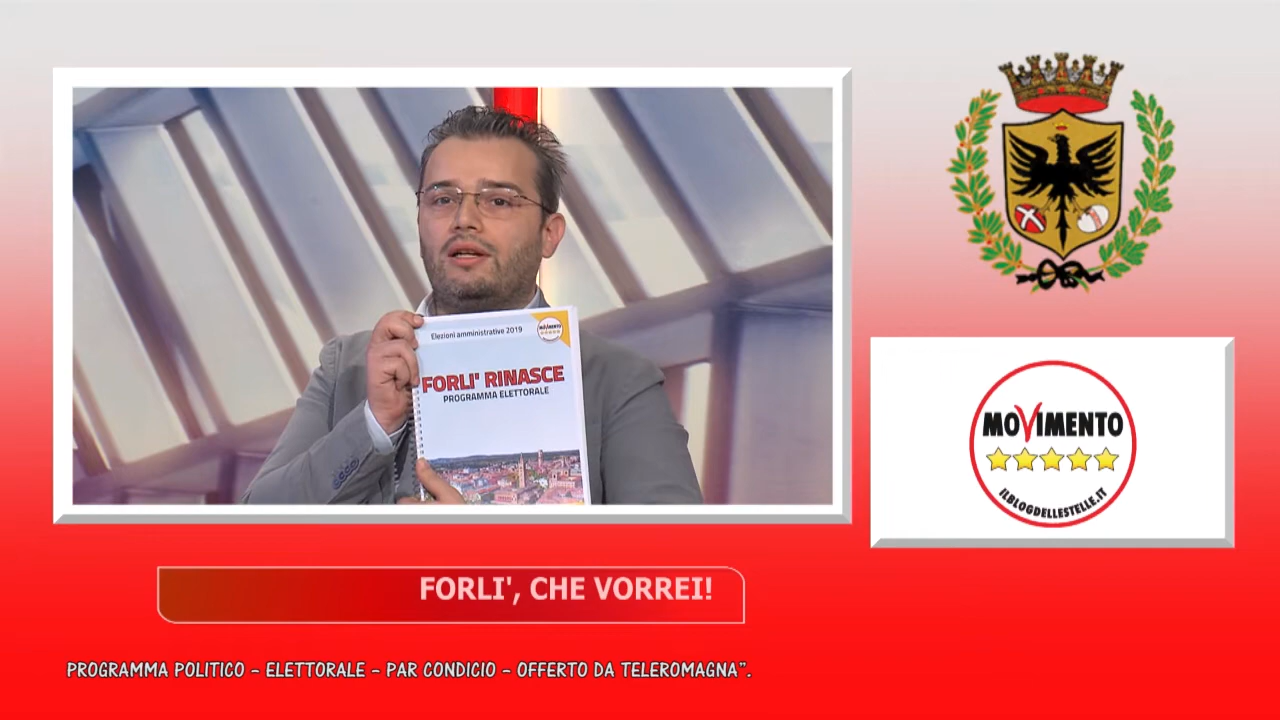 Elezioni amministrative 2019
MOVIMENTO
FORLI' RINASCE
PROGRAMMA ELETTORALE
MOVIMENTO
ILBLOGDELLESTELLE.IT
FORLI', CHE VORREI!
PROGRAMMA POLITICO - ELETTORALE - PAR CONDICIO - OFFERTO DA TELEROMAGNA".